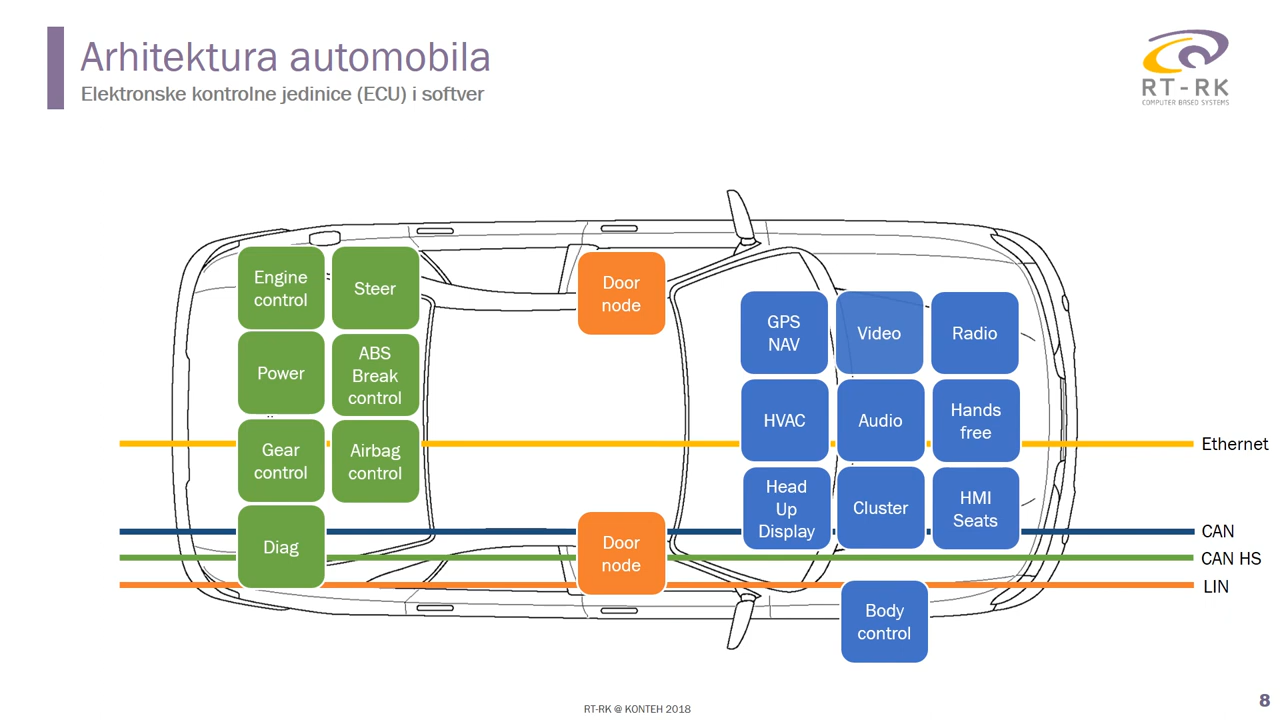 Arhitektura automobila
Elektronske kontrolne jedinice (ECU) i softver
RT-RK
COMPUTER BASED SYSTEMS
Engine
control
Steer
Power
ABS
Break
control
Gear
control
Airbag
control
Diag
Door
node
Door
node
GPS
NAV
Video
Radio
HVAC
Audio
Hands
free
Head
Up
Display
Cluster
HMI
Seats
Body
control
Ethernet
CAN
CAN HS
LIN
RT-RK @ KONTEH 2018
8